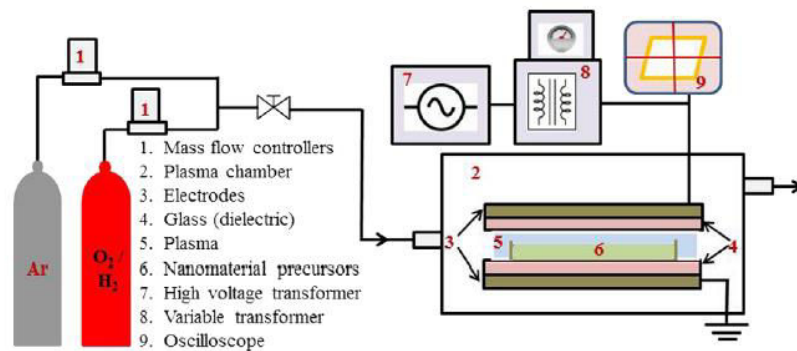 1
1
7
8
9
1. Mass flow controllers
2. Plasma chamber
3. Electrodes
4. Glass (dielectric)
5. Plasma
6. Nanomaterial precursors
7. High voltage transformer
8. Variable transformer
9. Oscilloscope
2
3
5
6
4
Ar
O₂ /
H₂